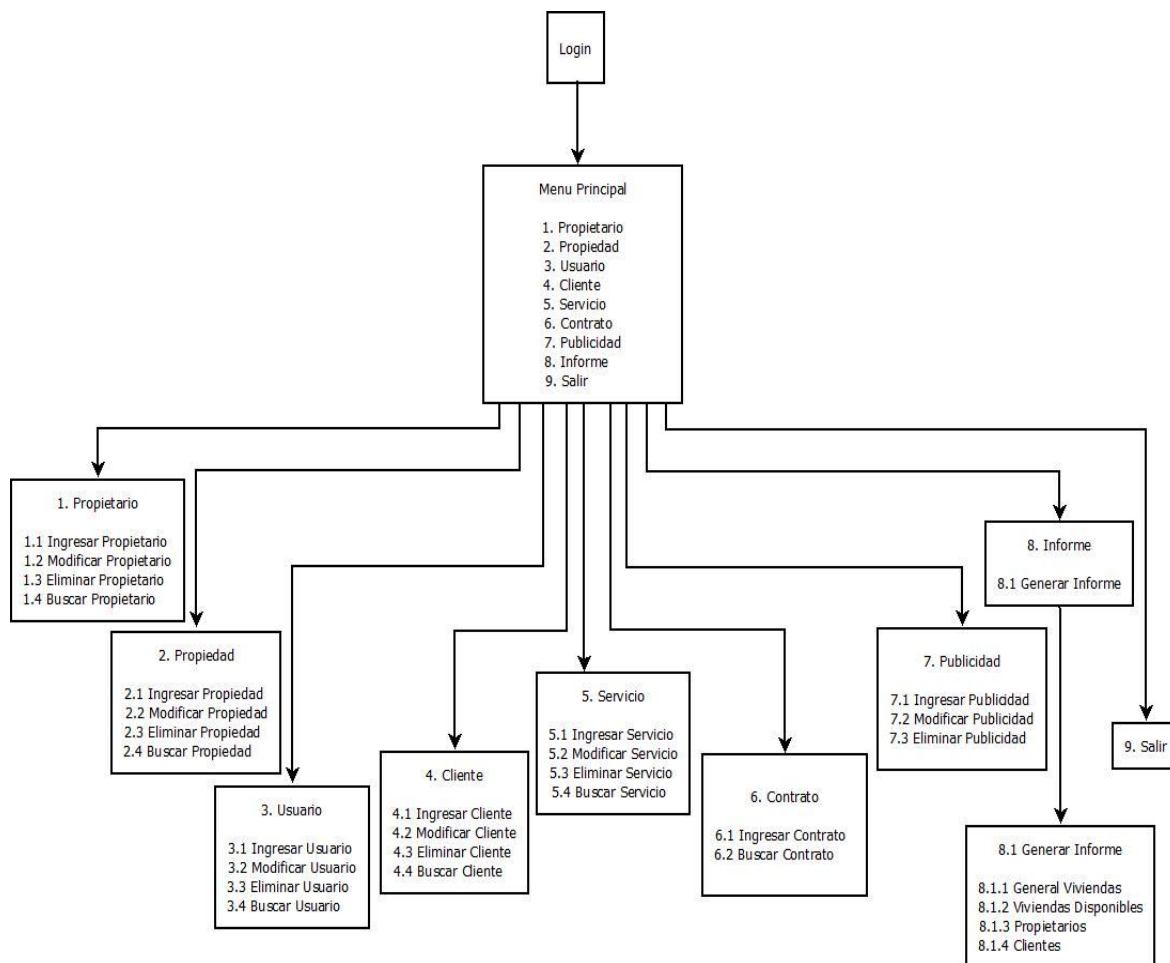 Login
Menu Principal
1. Propietario
2. Propiedad
3. Usuario
4. Cliente
5. Servicio
6. Contrato
7. Publicidad
8. Informe
9. Salir
1. Propietario
1.1 Ingresar Propietario
1.2 Modificar Propietario
1.3 Eliminar Propietario
1.4 Buscar Propietario
2. Propiedad
2.1 Ingresar Propiedad
2.2 Modificar Propiedad
2.3 Eliminar Propiedad
2.4 Buscar Propiedad
3. Usuario
3.1 Ingresar Usuario
3.2 Modificar Usuario
3.3 Eliminar Usuario
3.4 Buscar Usuario
4. Cliente
4.1 Ingresar Cliente
4.2 Modificar Cliente
4.3 Eliminar Cliente
4.4 Buscar Cliente
5. Servicio
5.1 Ingresar Servicio
5.2 Modificar Servicio
5.3 Eliminar Servicio
5.4 Buscar Servicio
6. Contrato
6.1 Ingresar Contrato
6.2 Buscar Contrato
7. Publicidad
7.1 Ingresar Publicidad
7.2 Modificar Publicidad
7.3 Eliminar Publicidad
8. Informe
8.1 Generar Informe
9. Salir
8.1 Generar Informe
8.1.1 General Viviendas
8.1.2 Viviendas Disponibles
8.1.3 Propietarios
8.1.4 Clientes